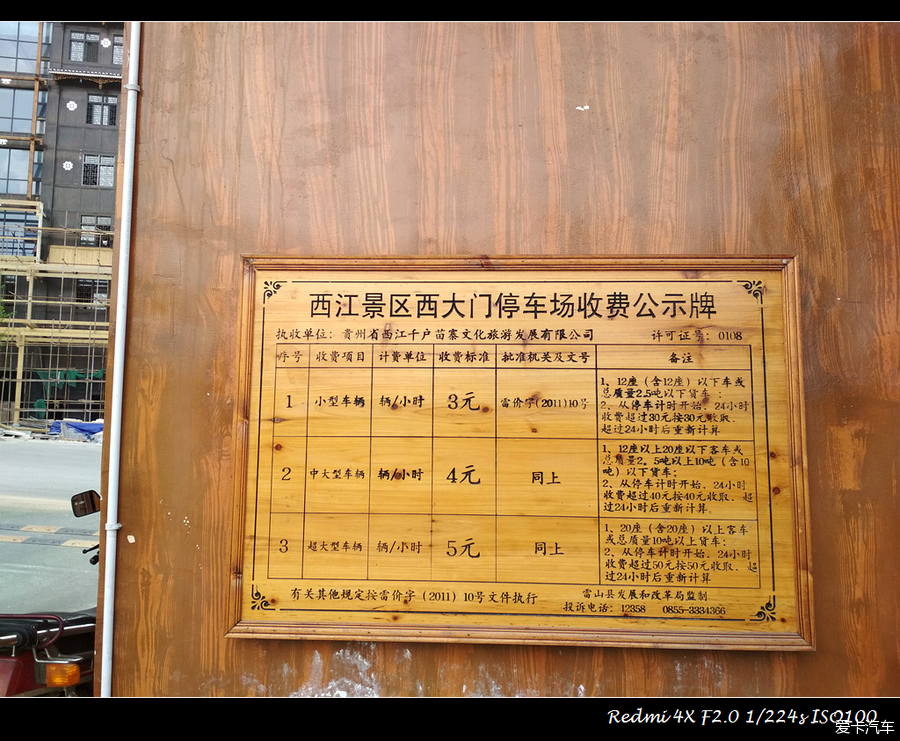 西江景区西大门停车场收费公示牌
执收单位：贵州省西江千户苗寨文化旅游发展有限公司 许可证号：0108
序号 收费项目 计费单位 收费标准 批准机关及文号 备注
1 小型车辆 辆/小时 3元 雷价字(2011)10号
1、12座（含12座）以下车或
总质量2.5吨以下货车；
2、从停车计时开始，24小时
收费超过30元按30元收取，
超过24小时后重新计算
2 中大型车辆 辆/小时 4元 同上
1、12座以上20座以下客车或
总质量2。5吨以上10吨（含10
吨）以下货车；
2、从停车计时开始，24小时
收费超过40元按40元收取，超
过24小时后重新计算。
3 超大型车辆 辆/小时 5元 同上
1、20座（含20座）以上客车
或总质量10吨以上货车；
2、从停车计时开始，24小时
收费超过50元按50元收取，超
过24小时后重新计算
有关其他规定按雷价字（2011）10号文件执行
雷山县发展和改革局监制
投诉电话：12358 0855-3334366
Redmi 4X F2.0 1/224s ISO100
爱卡汽车